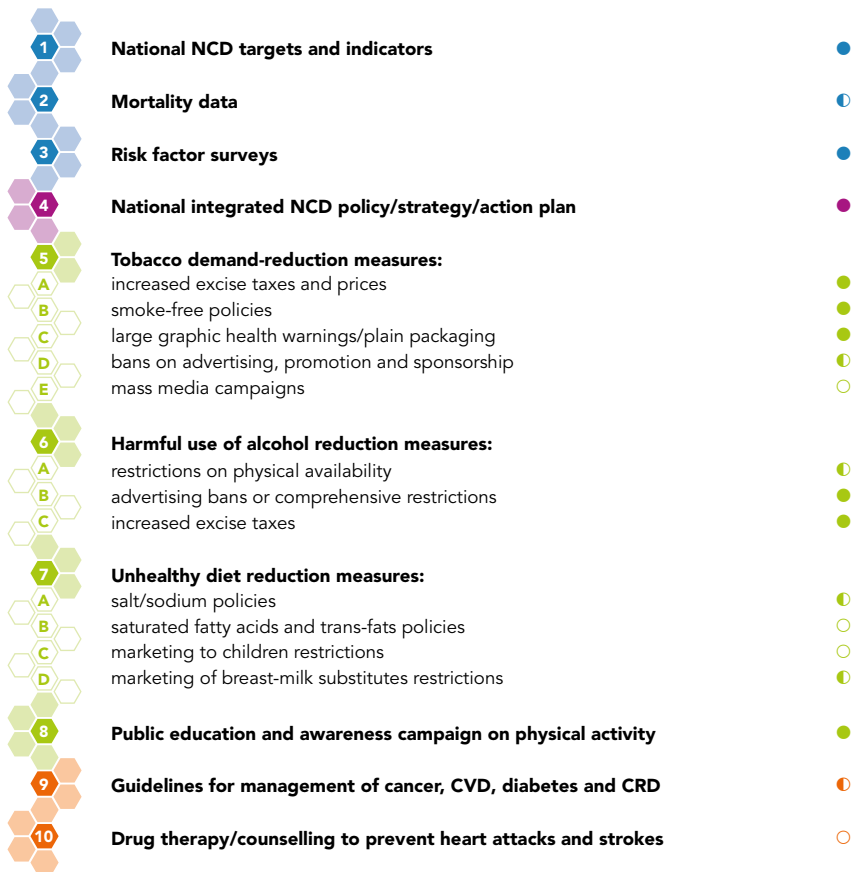 1 National NCD targets and indicators
2 Mortality data
3 Risk factor surveys
4 National integrated NCD policy/strategy/action plan
5 Tobacco demand-reduction measures:
A increased excise taxes and prices
B smoke-free policies
C large graphic health warnings/plain packaging
D bans on advertising, promotion and sponsorship
E mass media campaigns
6 Harmful use of alcohol reduction measures:
A restrictions on physical availability
B advertising bans or comprehensive restrictions
C increased excise taxes
7 Unhealthy diet reduction measures:
A salt/sodium policies
B saturated fatty acids and trans-fats policies
C marketing to children restrictions
D marketing of breast-milk substitutes restrictions
8 Public education and awareness campaign on physical activity
9 Guidelines for management of cancer, CVD, diabetes and CRD
10 Drug therapy/counselling to prevent heart attacks and strokes